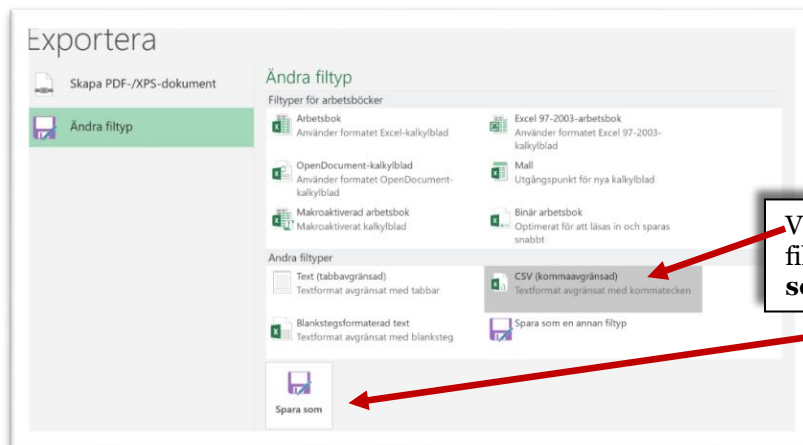 Exportera
Skapa PDF-/XPS-dokument
Ändra filtyp
Ändra filtyp
Filtyper för arbetsböcker
Arbetsbok
Använder formatet Excel-kalkylblad
Excel 97-2003-arbetsbok
Använder formatet Excel 97-2003-
kalkylblad
OpenDocument-kalkylblad
Använder formatet OpenDocument-
kalkylblad
Mall
Utgångspunkt för nya kalkylblad
Makroaktiverad arbetsbok
Makroaktiverat kalkylblad
Binär arbetsbok
Optimerat för att läsas in och sparas
snabbt
Andra filtyper
Text (tabbavgränsad)
Textformat avgränsat med tabbar
CSV (kommaavgränsad)
Textformat avgränsat med kommatecken
Blankstegsformaterad text
Textformat avgränsat med blanksteg
Spara som en annan filtyp
Spara som